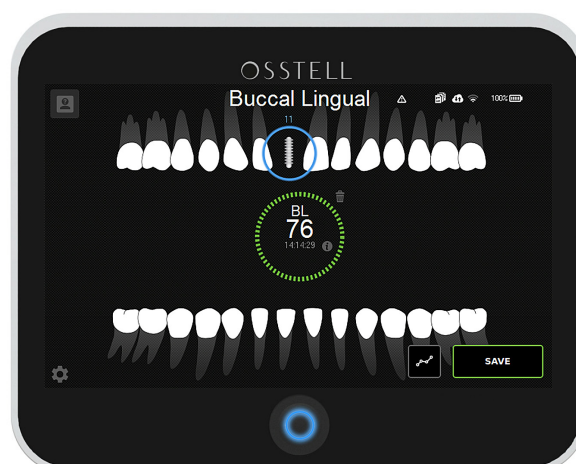 OSSTELL
Buccal Lingual
100%
11
BL
76
14:14:29
SAVE